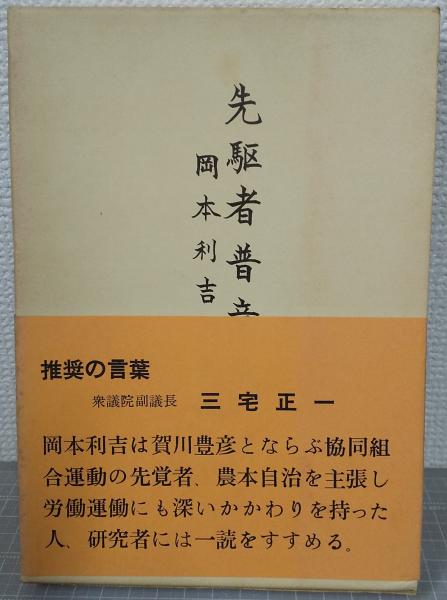 先駆者普意
岡本利吉
推奨の言葉
衆議院副議長 三宅正一
岡本利吉は賀川豊彦とならぶ協同組
合運動の先覚者、農本自治を主張し
労働運働にも深いかかわりを持った
人、研究者には一読をすすめる。